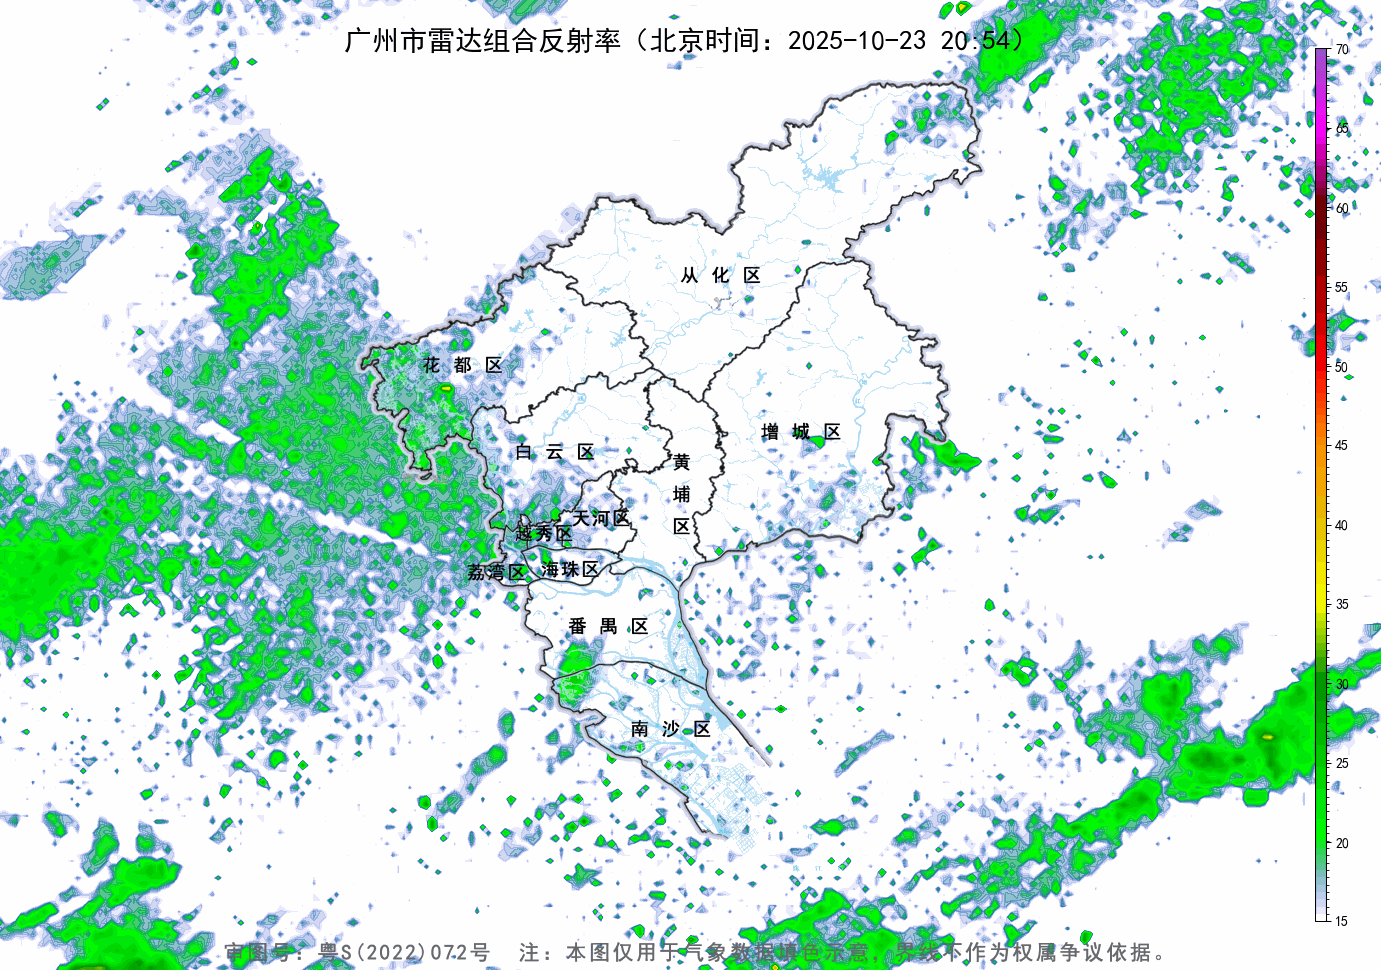 广州市雷达组合反射率（北京时间：2025-10-23 20:54）
70
65
60
55
50
45
40
35
30
25
20
15
从化区
花都区
增城区
白云区
黄埔区
天河区
越秀区
荔湾区
海珠区
番禺区
南沙区
审图号：粤S(2022)072号 注：本图仅用于气象数据填色示意，界线不作为权属争议依据。